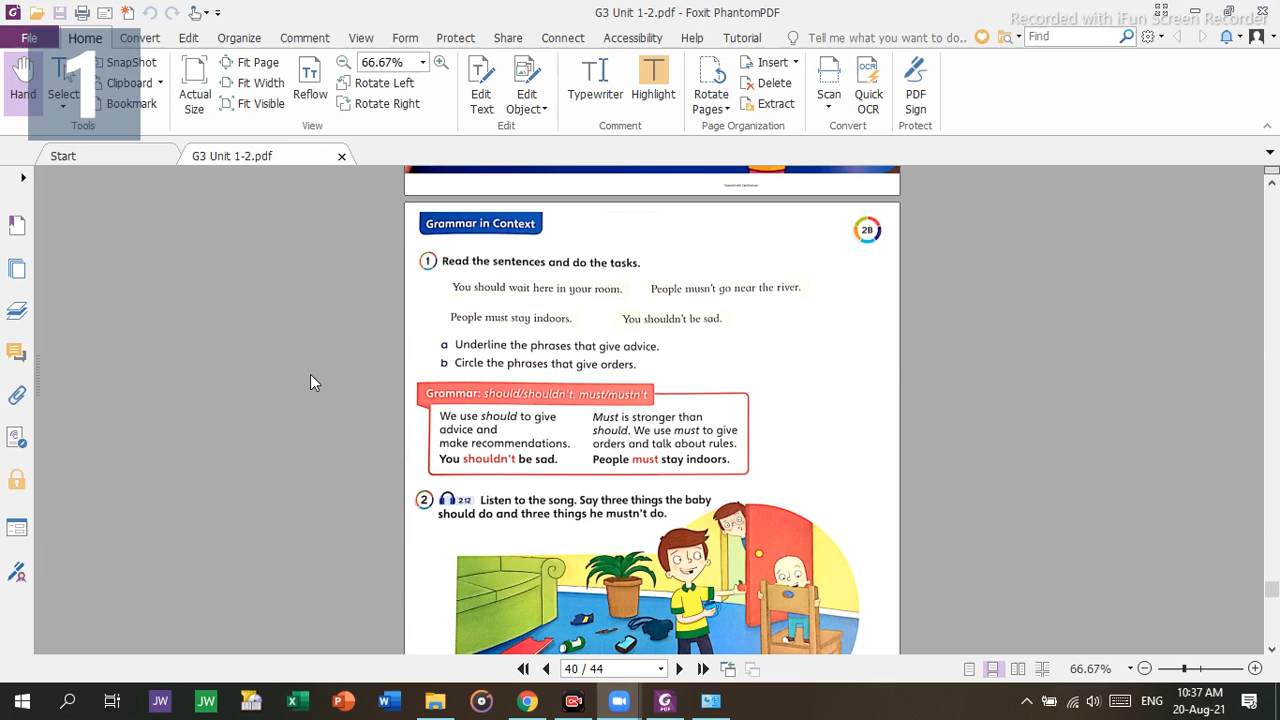 G3 Unit 1-2.pdf - Foxit PhantomPDF
Recorded with iFun Screen Recorder
File Home Convert Edit Organize Comment View Form Protect Share Connect Accessibility Help Tutorial Tell me what you want to do.. Find
1
Hand
Select
SnapShot
Clipboard
Bookmark
Tools
Actual Size
Fit Page
Fit Width
Fit Visible
Reflow
66.67%
Rotate Left
Rotate Right
View
Edit Text
Edit Object
Edit
Typewriter
Highlight
Comment
Rotate Pages
Insert
Delete
Extract
Page Organization
Scan
Quick OCR
Convert
PDF Sign
Protect
Start
G3 Unit 1-2.pdf
Grammar in Context
2B
1 Read the sentences and do the tasks.
You should wait here in your room. People musn't go near the river.
People must stay indoors. You shouldn't be sad.
a Underline the phrases that give advice.
b Circle the phrases that give orders.
Grammar: should/shouldn't, must/mustn't
We use should to give
advice and
make recommendations.
You shouldn't be sad.
Must is stronger than
should. We use must to give
orders and talk about rules.
People must stay indoors.
2 2.12 Listen to the song. Say three things the baby
should do and three things he mustn't do.
40 / 44
66.67%
JW JW
ENG
10:37 AM
20-Aug-21